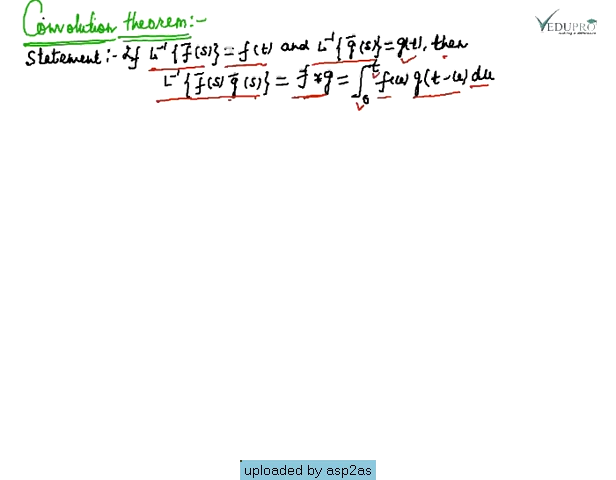 Convolution theorem:-
VEDUPRO
Statement:- If L⁻¹{f̄(s)} = f(t) and L⁻¹{ḡ(s)} = g(t), then
L⁻¹{f̄(s) ḡ(s)} = f*g = ∫₀ᵗ f(u) g(t-u) du
uploaded by asp2as